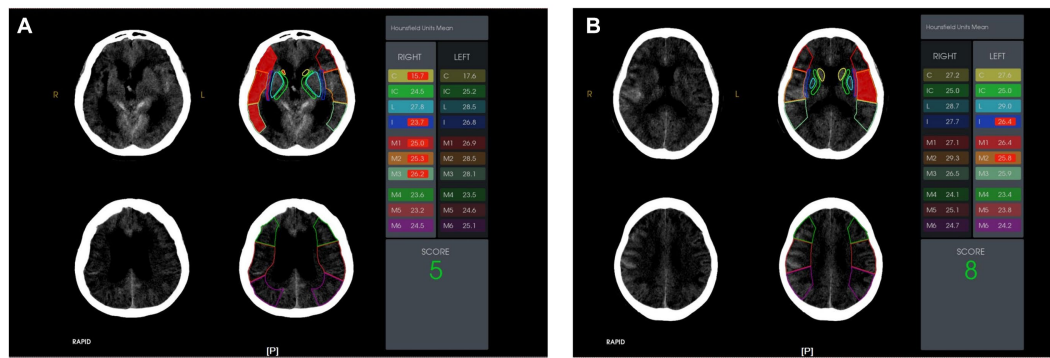 A
Hounsfield Units Mean
RIGHT LEFT
C 15.7 C 17.6
IC 24.5 IC 25.2
L 27.8 L 28.5
I 23.7 I 26.8
M1 25.0 M1 26.9
M2 25.3 M2 28.5
M3 26.2 M3 28.1
M4 23.6 M4 23.5
M5 23.2 M5 24.6
M6 24.5 M6 25.1
SCORE
5
R L
RAPID
[P]
B
Hounsfield Units Mean
RIGHT LEFT
C 27.2 C 27.6
IC 25.0 IC 25.0
L 28.7 L 29.0
I 27.7 I 26.4
M1 27.1 M1 26.4
M2 29.3 M2 25.8
M3 26.5 M3 25.9
M4 24.1 M4 23.4
M5 25.1 M5 23.8
M6 24.7 M6 24.2
SCORE
8
R L
RAPID
[P]